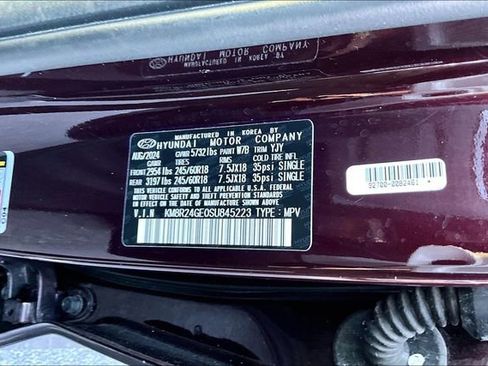 MANUFACTURED IN KOREA BY
HYUNDAI MOTOR COMPANY
AUG/2024 GVWR 5732 lbs PAINT W7B TRIM YJY
GAWR TIRES RIMS COLD TIRE INFL
FRONT 2954 lbs 245/60R18 7.5JX18 35psi SINGLE
REAR 3197 lbs 245/60R18 7.5JX18 35psi SINGLE
THIS VEHICLE CONFORMS TO ALL APPLICABLE
U.S.A. FEDERAL MOTOR VEHICLE SAFETY AND
THEFT PREVENTION STANDARDS IN EFFECT ON
THE DATE OF MANUFACTURE SHOWN ABOVE.
V.I.N KM8R24GE0SU845223 TYPE : MPV